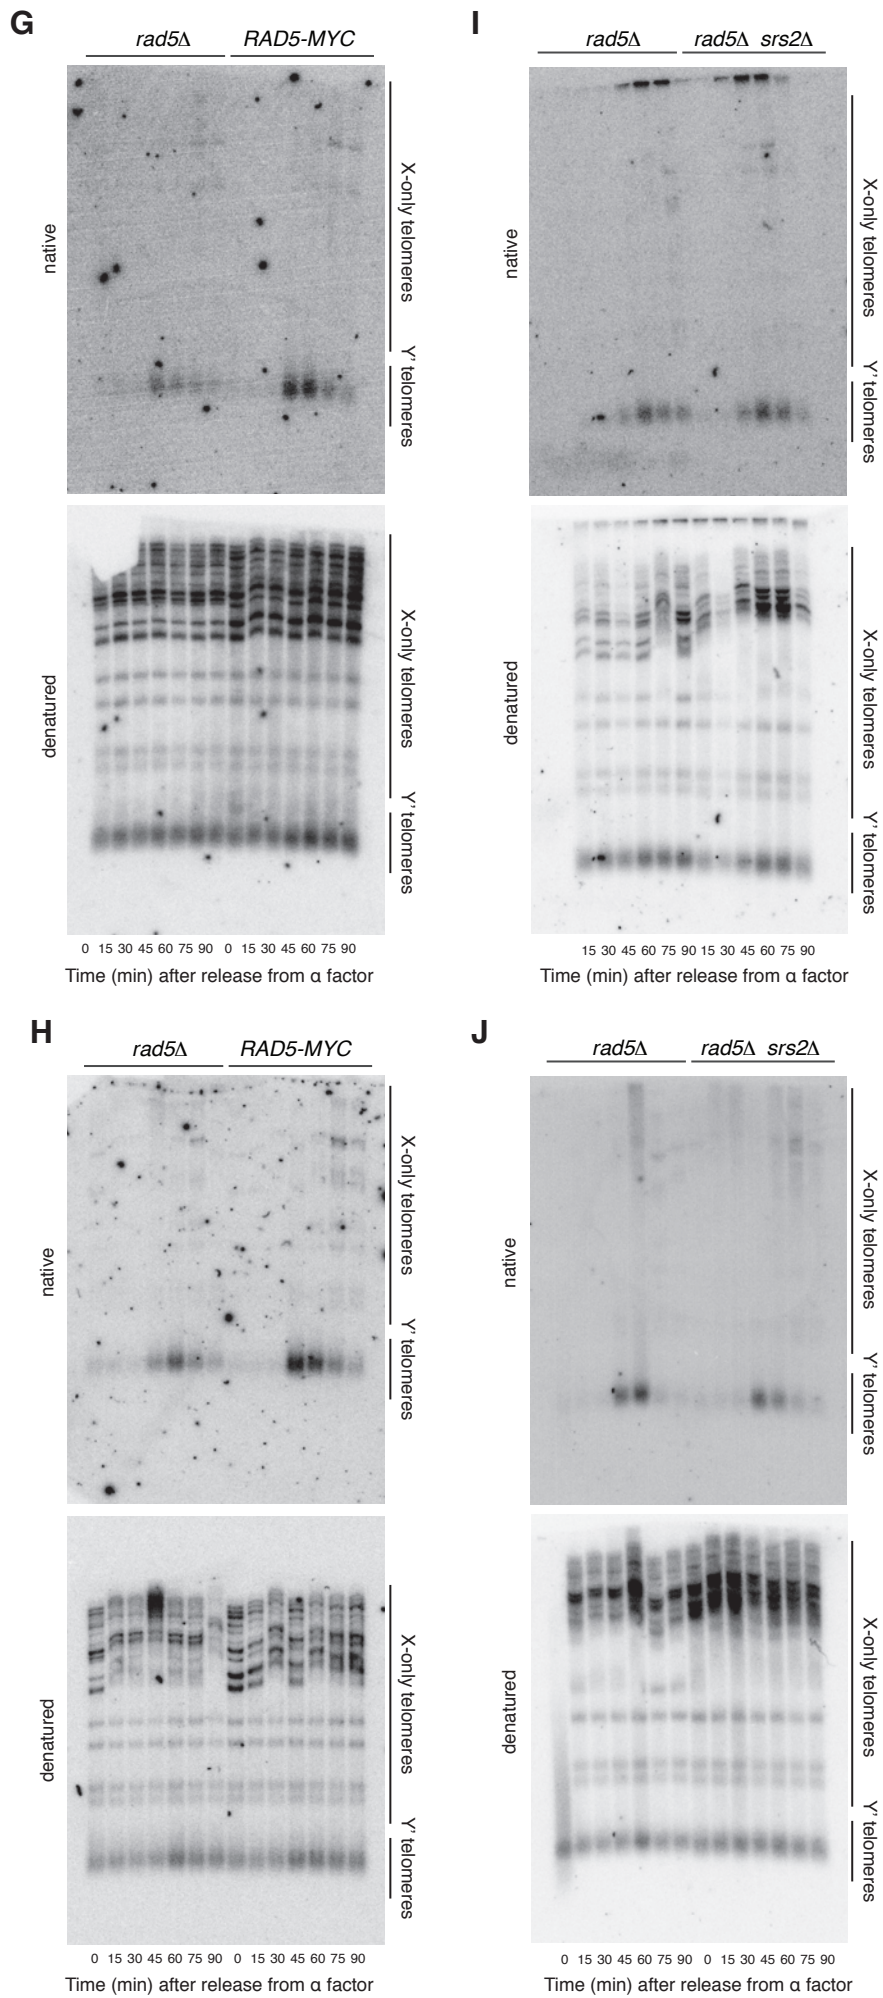 G
rad5Δ RAD5-MYC
native
X-only telomeres
Y' telomeres
denatured
X-only telomeres
Y' telomeres
0 15 30 45 60 75 90 0 15 30 45 60 75 90
Time (min) after release from α factor
I
rad5Δ rad5Δ srs2Δ
native
X-only telomeres
Y' telomeres
denatured
X-only telomeres
Y' telomeres
15 30 45 60 75 90 15 30 45 60 75 90
Time (min) after release from α factor
H
rad5Δ RAD5-MYC
native
X-only telomeres
Y' telomeres
denatured
X-only telomeres
Y' telomeres
0 15 30 45 60 75 90 0 15 30 45 60 75 90
Time (min) after release from α factor
J
rad5Δ rad5Δ srs2Δ
native
X-only telomeres
Y' telomeres
denatured
X-only telomeres
Y' telomeres
0 15 30 45 60 75 90 0 15 30 45 60 75 90
Time (min) after release from α factor